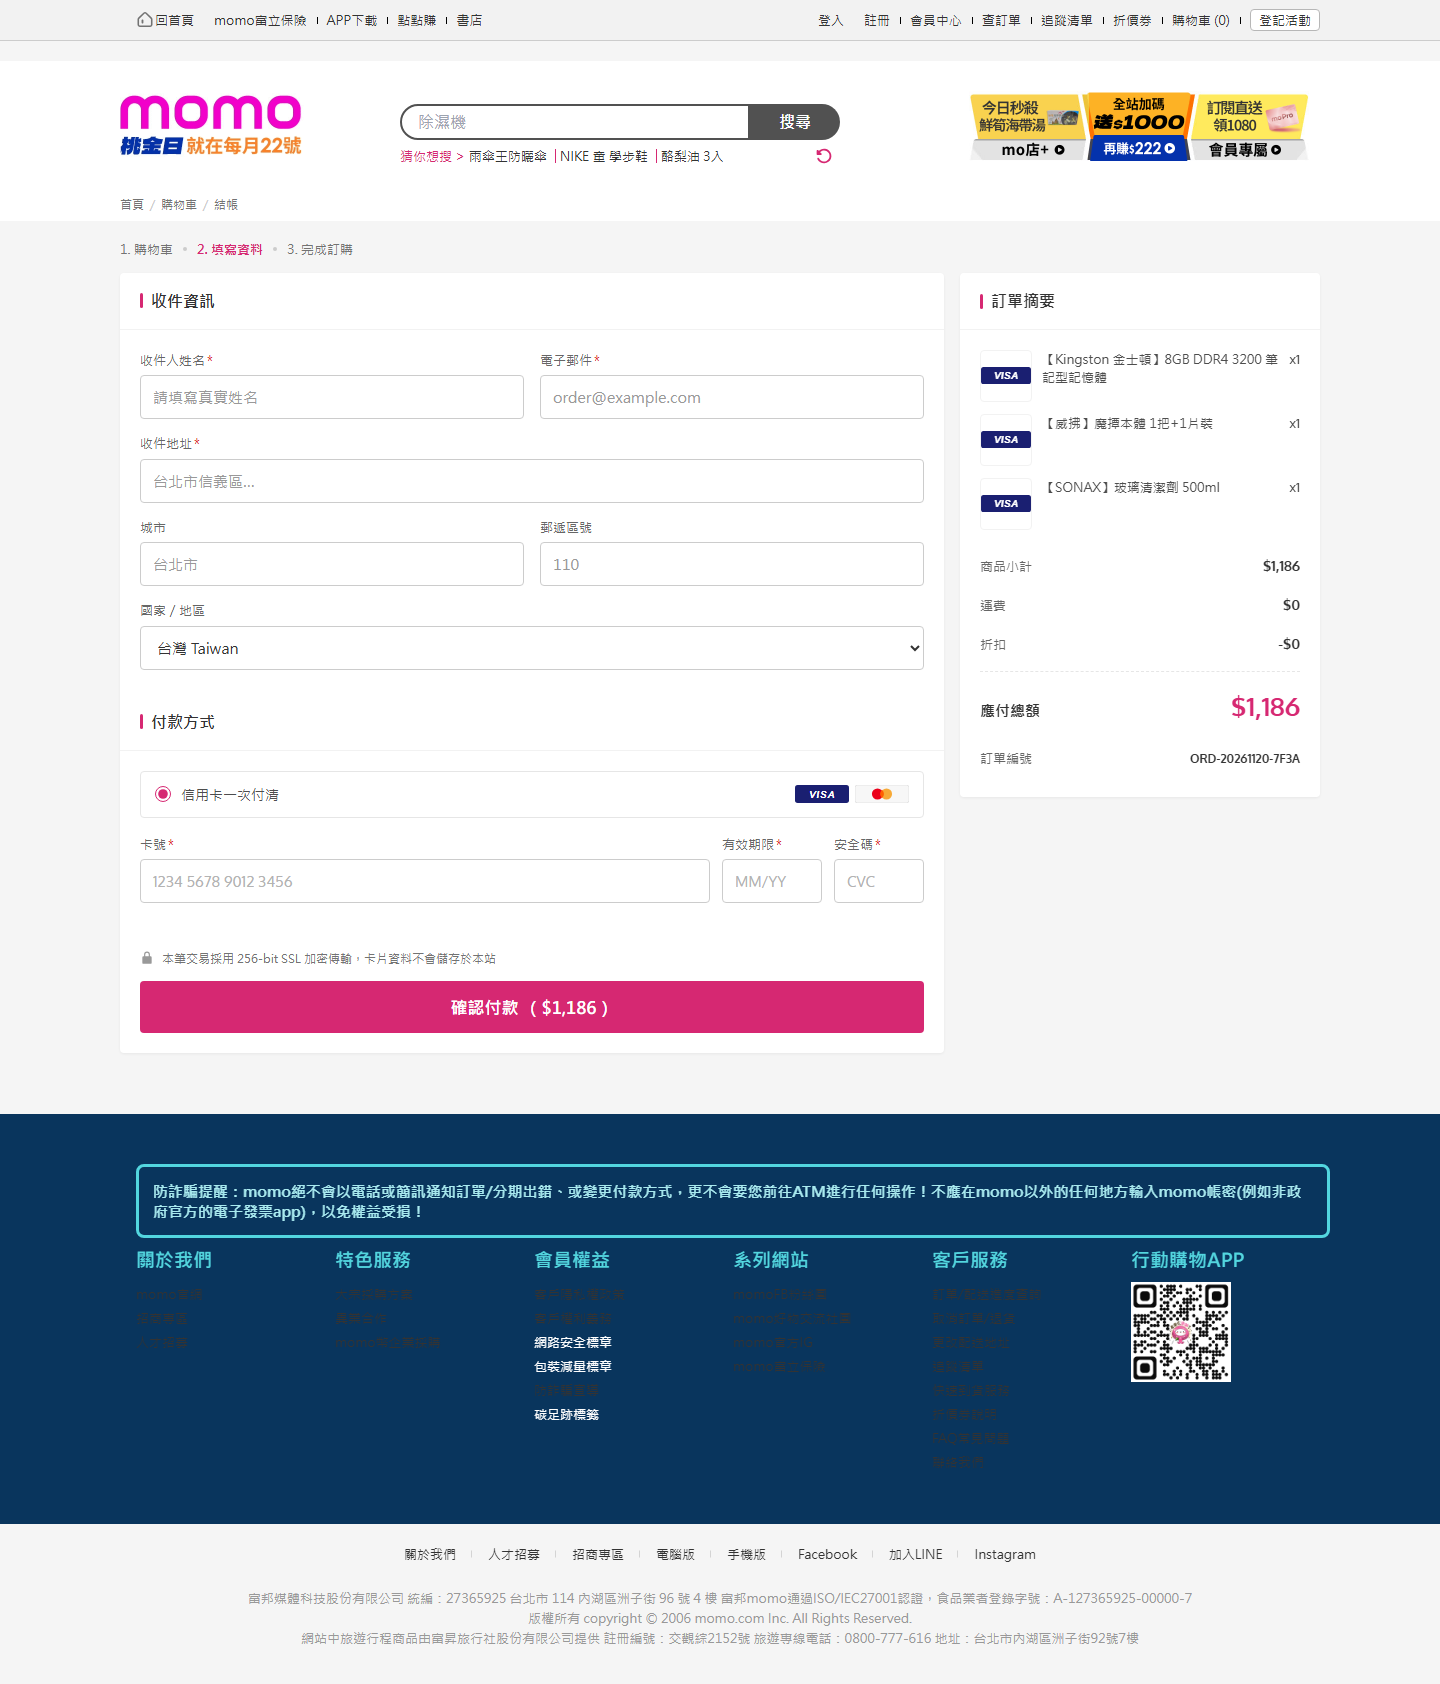 回首頁 momo富立保險 APP下載 點點賺 書店
登入 註冊 會員中心 查訂單 追蹤清單 折價券 購物車 (0) 登記活動
momo
桃金日 就在每月22號
除濕機 搜尋
猜你想搜 > 雨傘王防曬傘 | NIKE 童 學步鞋 | 酪梨油 3入
今日秒殺
鮮筍海帶湯
mo店+
全站加碼
送$1000
再賺$222
訂閱直送
領1080
moPro
會員專屬
首頁 / 購物車 / 結帳
1. 購物車 • 2. 填寫資料 • 3. 完成訂購
收件資訊
收件人姓名* 電子郵件*
請填寫真實姓名 order@example.com
收件地址*
台北市信義區...
城市 郵遞區號
台北市 110
國家 / 地區
台灣 Taiwan
付款方式
信用卡一次付清 VISA
卡號* 有效期限* 安全碼*
1234 5678 9012 3456 MM/YY CVC
本筆交易採用 256-bit SSL 加密傳輸，卡片資料不會儲存於本站
確認付款 （ $1,186 ）
訂單摘要
VISA 【Kingston 金士頓】8GB DDR4 3200 筆 x1
記型記憶體
VISA 【威拂】魔撢本體 1把+1片裝 x1
VISA 【SONAX】玻璃清潔劑 500ml x1
商品小計 $1,186
運費 $0
折扣 -$0
應付總額 $1,186
訂單編號 ORD-20261120-7F3A
防詐騙提醒：momo絕不會以電話或簡訊通知訂單/分期出錯、或變更付款方式，更不會要您前往ATM進行任何操作！不應在momo以外的任何地方輸入momo帳密(例如非政
府官方的電子發票app)，以免權益受損！
關於我們 特色服務 會員權益 系列網站 客戶服務 行動購物APP
網路安全標章
包裝減量標章
碳足跡標籤
關於我們 人才招募 招商專區 電腦版 手機版 Facebook 加入LINE Instagram
富邦媒體科技股份有限公司 統編：27365925 台北市 114 內湖區洲子街 96 號 4 樓 富邦momo通過ISO/IEC27001認證，食品業者登錄字號：A-127365925-00000-7
版權所有 copyright © 2006 momo.com Inc. All Rights Reserved.
網站中旅遊行程商品由富昇旅行社股份有限公司提供 註冊編號：交觀綜2152號 旅遊專線電話：0800-777-616 地址：台北市內湖區洲子街92號7樓